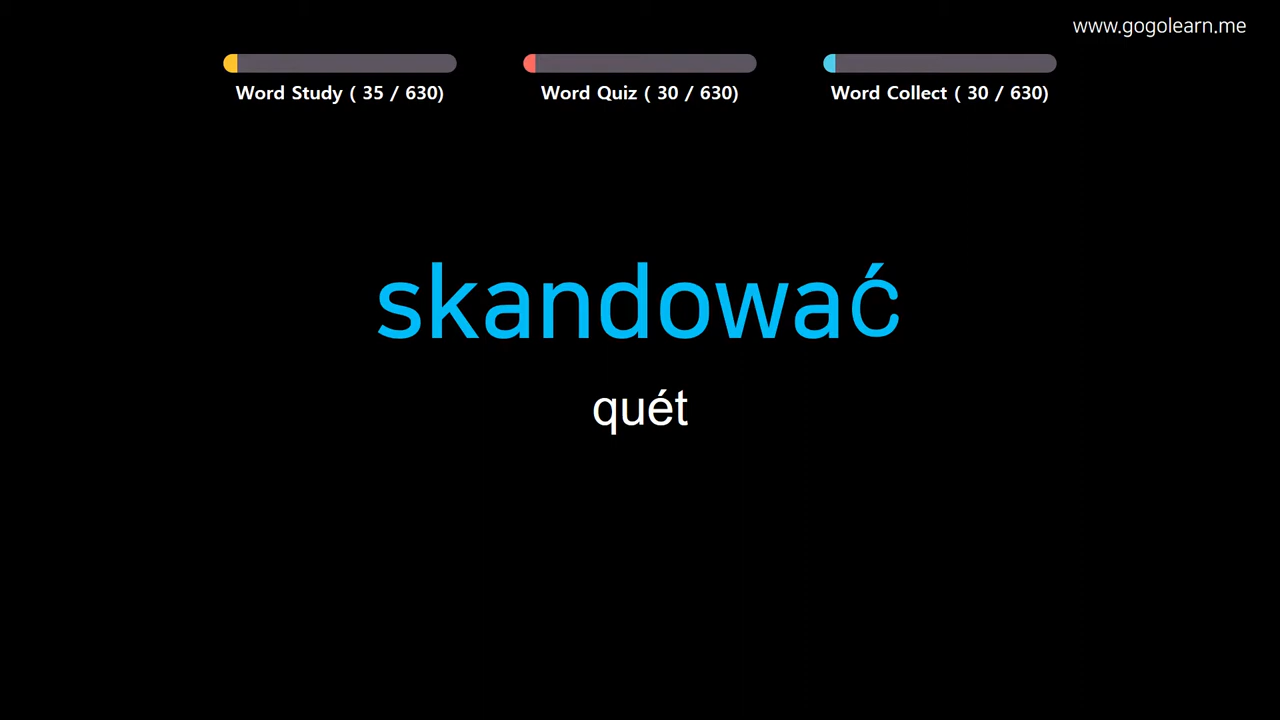 www.gogolearn.me
Word Study ( 35 / 630)
Word Quiz ( 30 / 630)
Word Collect ( 30 / 630)
skandować
quét